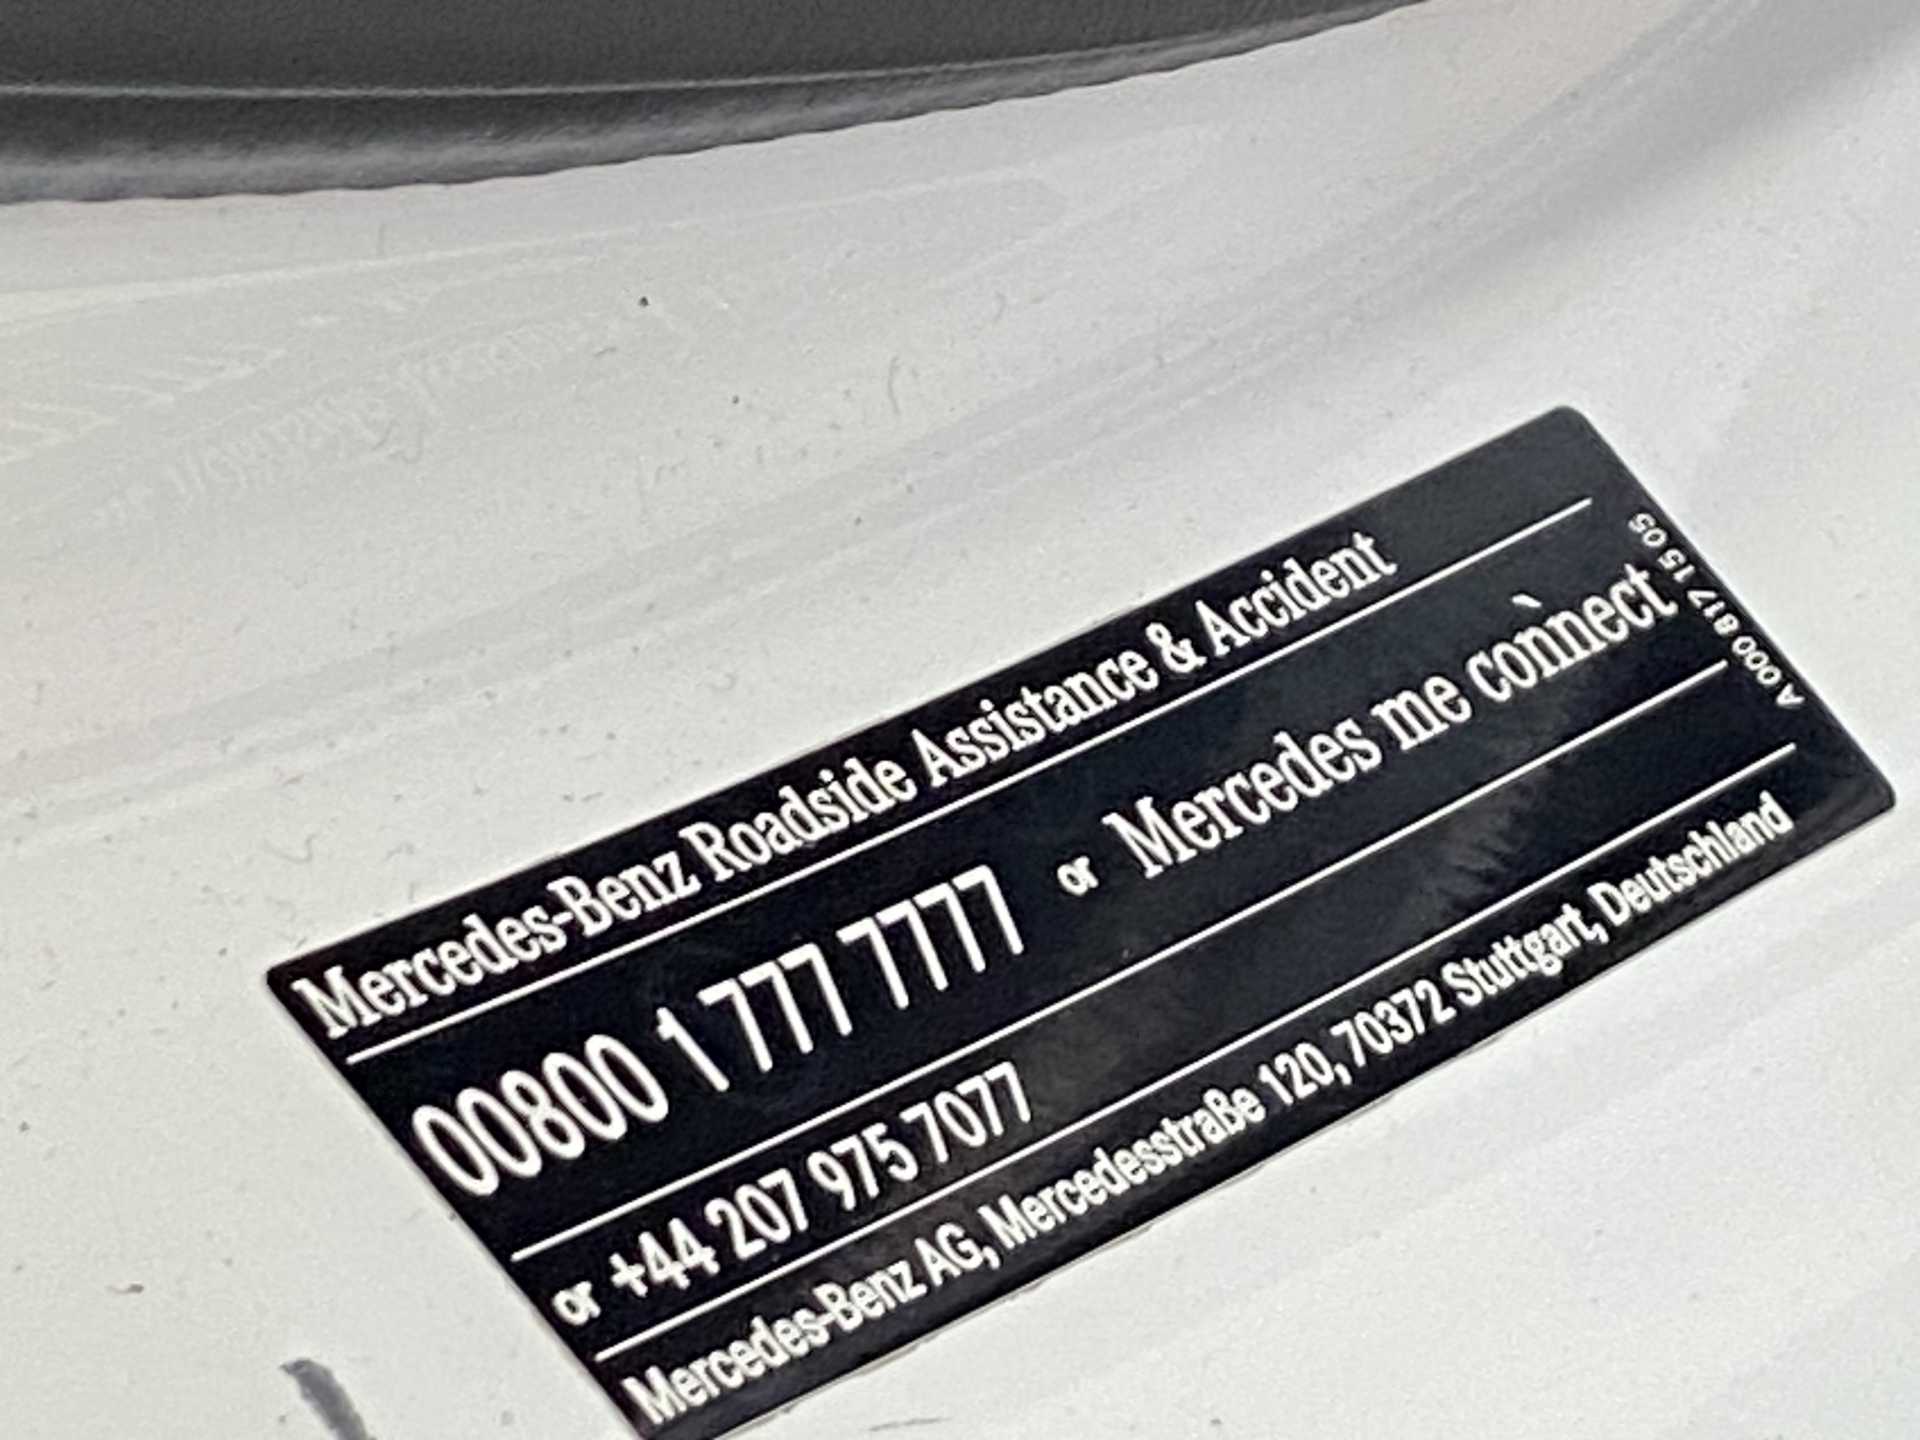 Mercedes-Benz Roadside Assistance & Accident
00800 1 777 7777 or Mercedes me connect
or +44 207 975 7077
Mercedes-Benz AG, Mercedesstraße 120, 70372 Stuttgart, Deutschland
A 000 817 15 05